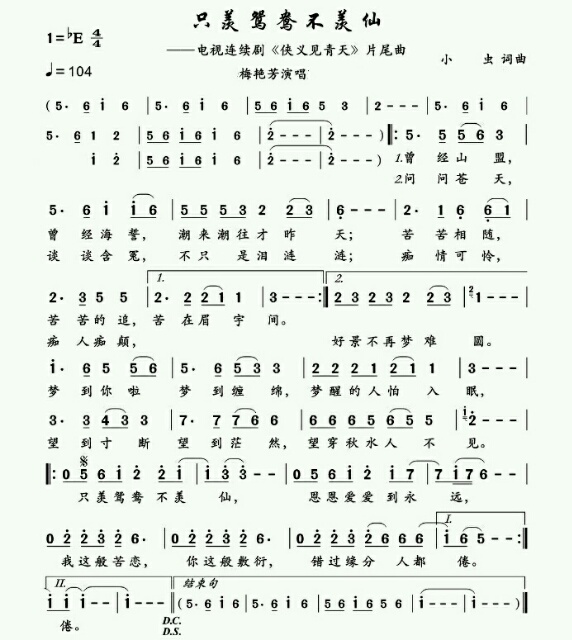 只羡鸳鸯不羡仙
1=♭E 4/4
——电视连续剧《侠义见青天》片尾曲
小 虫 词曲
♩=104
梅艳芳演唱
( 5· 6 i 6 | 5· 6 i 6 | 5 6 i 6 5 3 | 2 - - - | 5· 6 i 6 |
5· 6 1 2 | 5 6 i 6 i 6 | 2 - - - | 2 - - - ) ‖: 5· 5 5 6 3 |
i 2 | 5 6 i 6 i 6 | 2 - - - | 2 - - - ) 1.曾 经山 盟,
2.问 问苍 天,
5· 6 i i 6 | 5 5 5 3 2 2 3 | 6 - - - | 2· 1 6 6 1 |
曾 经海 誓, 潮来潮往才昨 天; 苦 苦相随,
谈 谈含冤, 不只 是泪涟 涟; 痴 情可怜,
1. 2.
2· 3 5 5 | 2· 2 2 1 1 | 3 - - - :‖ 2 3 2 3 2 2 3 | 1 - - - |
苦 苦的追, 苦 在眉 宇 间。
痴 人痴颠, 好景不再梦难 圆。
i· 6 5 5 6 | 5· 5 6 5 | 2 2 2 1 2 1 | 3 - - - |
梦 到你啦 梦 到缠绵, 梦醒的人怕 入 眠,
3· 3 4 3 3 | 7· 7 7 6 6 | 6 6 6 5 6 5 | 2 - - - |
望 到寸 断 望 到茫 然, 望穿秋水人 不 见。
‖: 0 5 6 i 2 2 i | i 3 3 - | 0 5 6 i 2 i 7 | 7 i 7 6 - - |
只羡鸳鸯 不羡 仙, 恩恩爱爱到永 远,
I.
0 2 2 3 2 6 | 0 2 2 3 2 6 | 0 2 2 i 6 6 6 | i 6 5 - :‖
我这般苦恋, 你这般敷衍, 错过缘分 人都 倦。
II. 结束句
i i i - - | i - - - ‖ (5· 6 i 6 | 5· 6 i 6 | 5· 6 i 6 | i - - - ) ‖
倦。 D.C.
D.S.